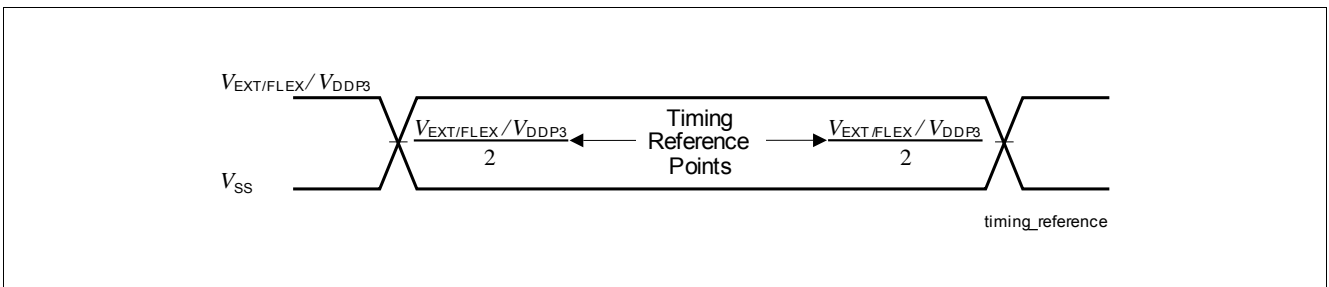 VEXT/FLEX/VDDP3
VEXT/FLEX/VDDP3
2
Timing
Reference
Points
VEXT/FLEX/VDDP3
2
VSS
timing_reference